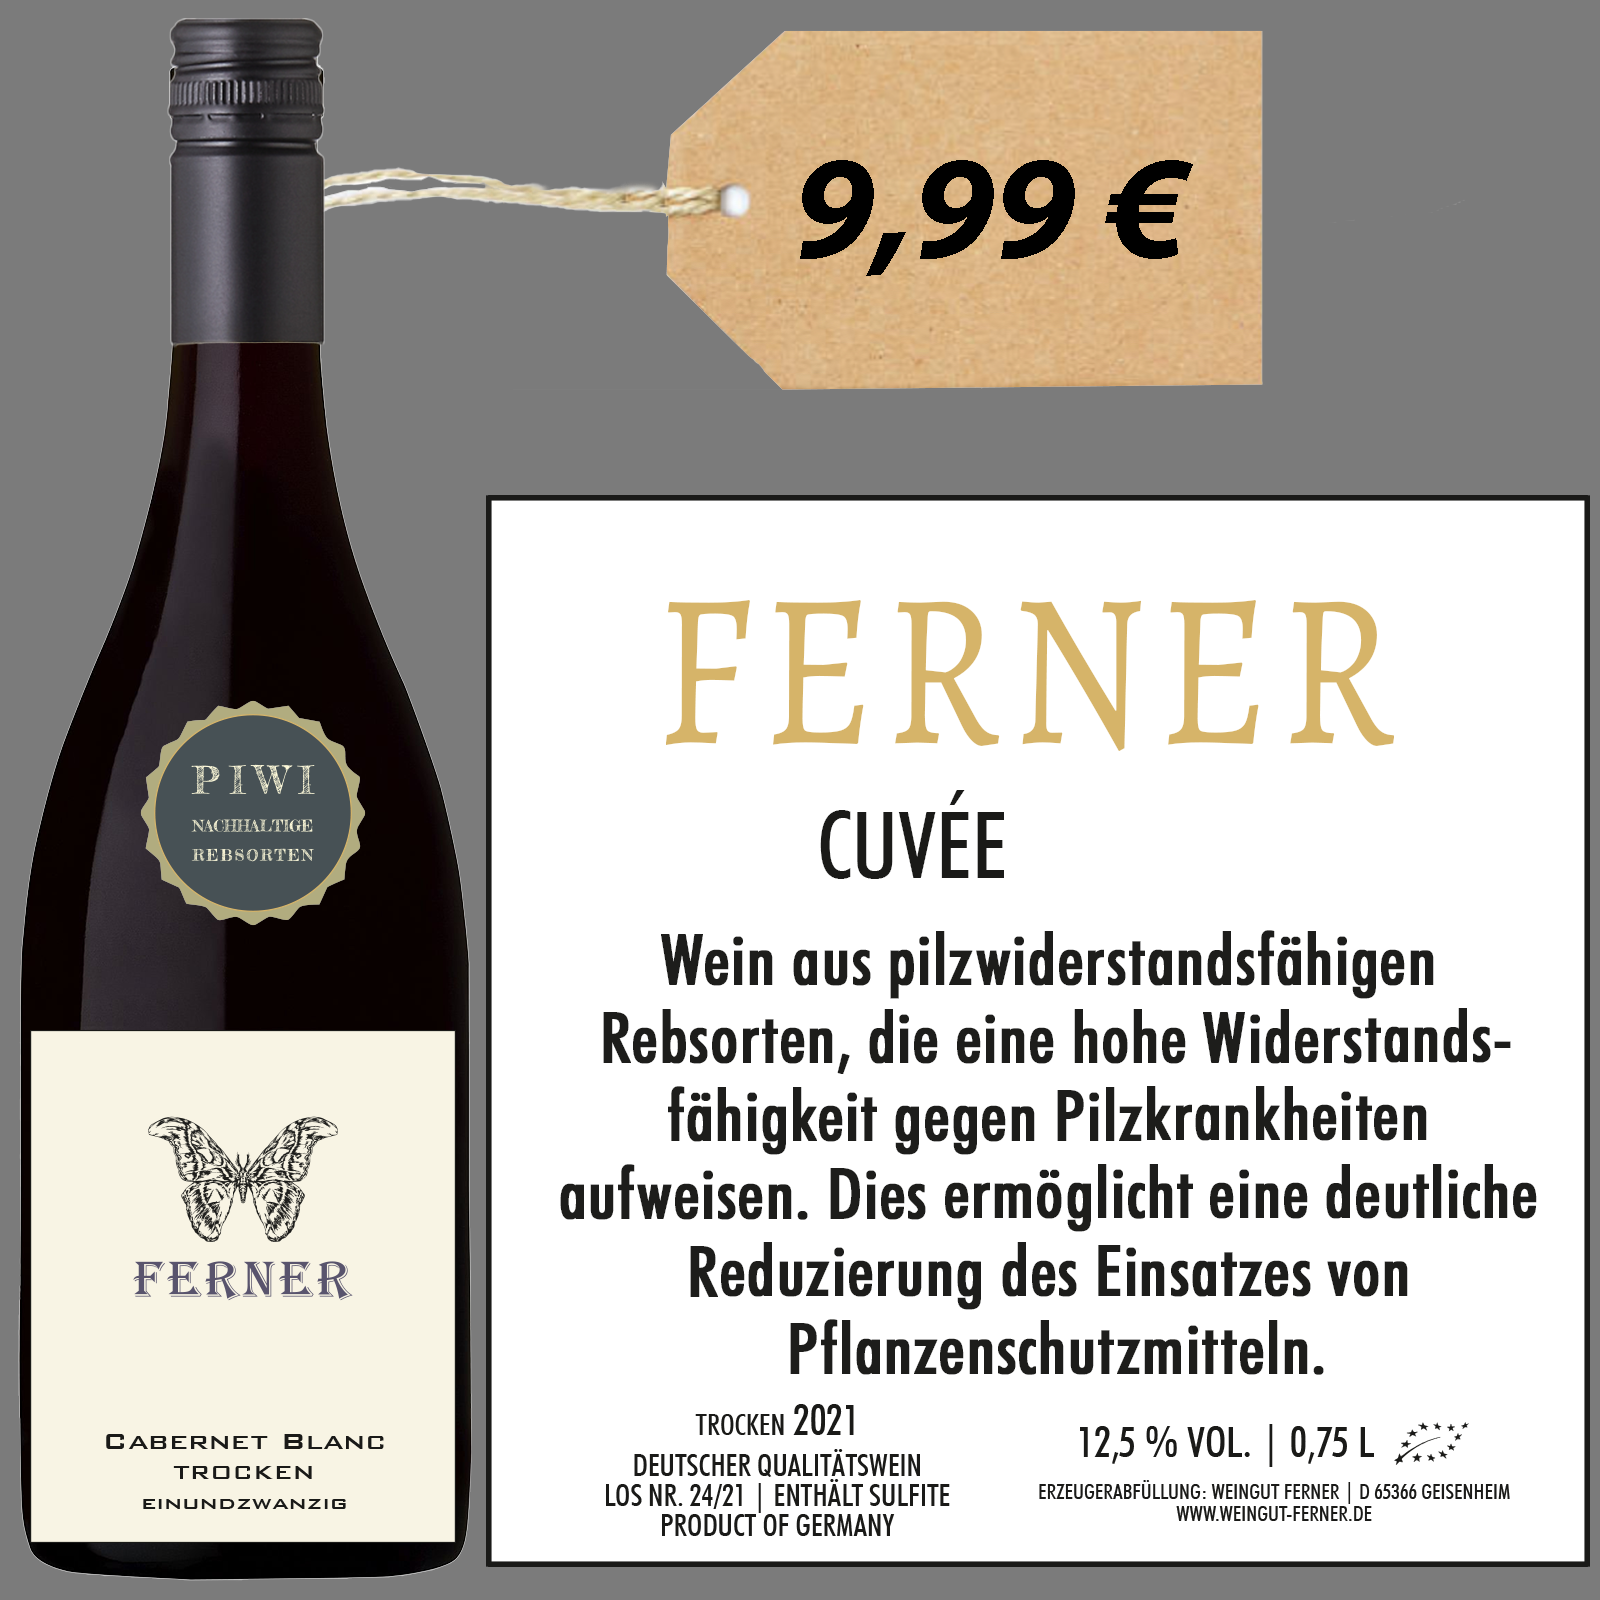 9,99 €
PIWI
NACHHALTIGE
REBSORTEN
FERNER
CABERNET BLANC
TROCKEN
EINUNDZWANZIG
FERNER
CUVÉE
Wein aus pilzwiderstandsfähigen
Rebsorten, die eine hohe Widerstands-
fähigkeit gegen Pilzkrankheiten
aufweisen. Dies ermöglicht eine deutliche
Reduzierung des Einsatzes von
Pflanzenschutzmitteln.
TROCKEN 2021
DEUTSCHER QUALITÄTSWEIN
LOS NR. 24/21 | ENTHÄLT SULFITE
PRODUCT OF GERMANY
12,5 % VOL. | 0,75 L
ERZEUGERABFÜLLUNG: WEINGUT FERNER | D 65366 GEISENHEIM
WWW.WEINGUT-FERNER.DE